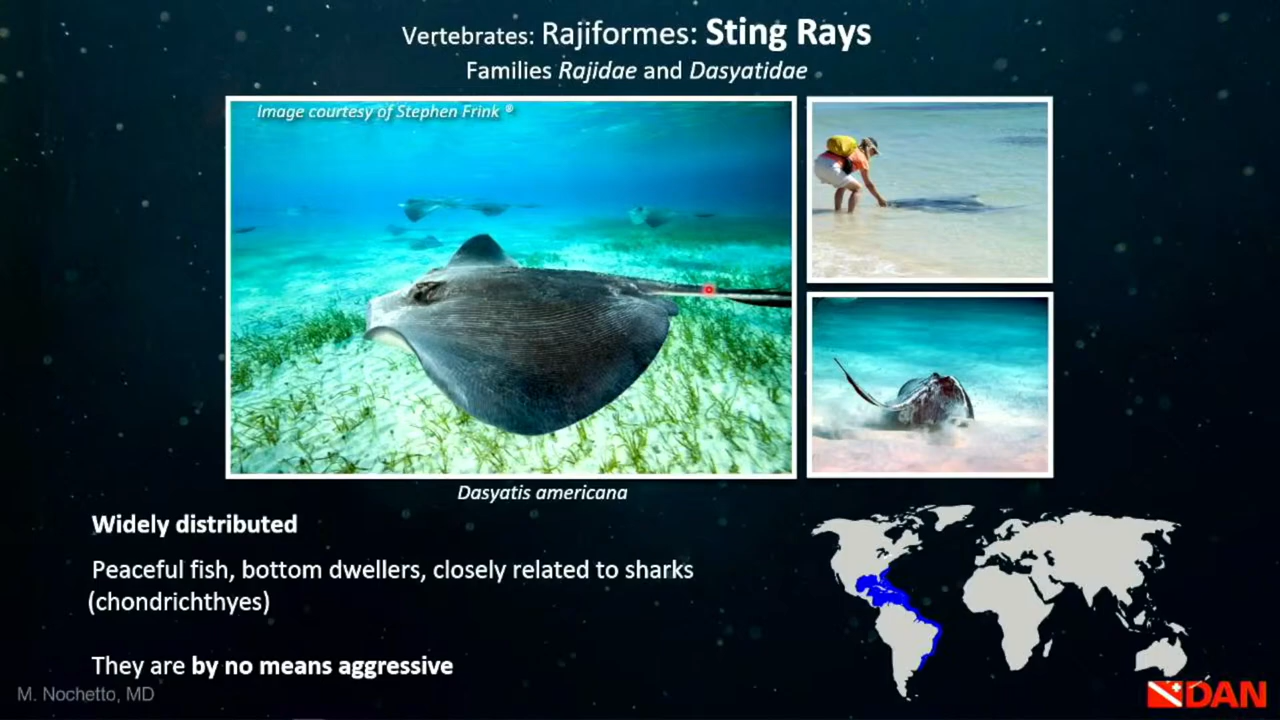 Vertebrates: Rajiformes: Sting Rays
Families Rajidae and Dasyatidae
Image courtesy of Stephen Frink ®
Dasyatis americana
Widely distributed
Peaceful fish, bottom dwellers, closely related to sharks
(chondrichthyes)
They are by no means aggressive
M. Nochetto, MD
DAN